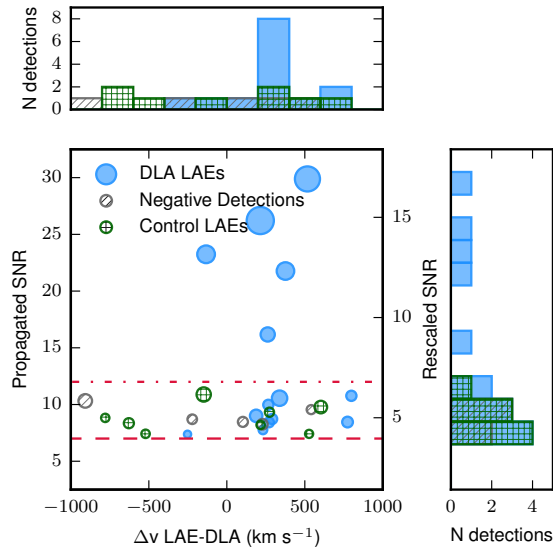 8
6
4
2
0
N detections
30
25
20
15
10
5
Propagated SNR
DLA LAEs
Negative Detections
Control LAEs
15
10
5
Rescaled SNR
−1000 −500 0 500 1000
Δv LAE-DLA (km s⁻¹)
0 2 4
N detections